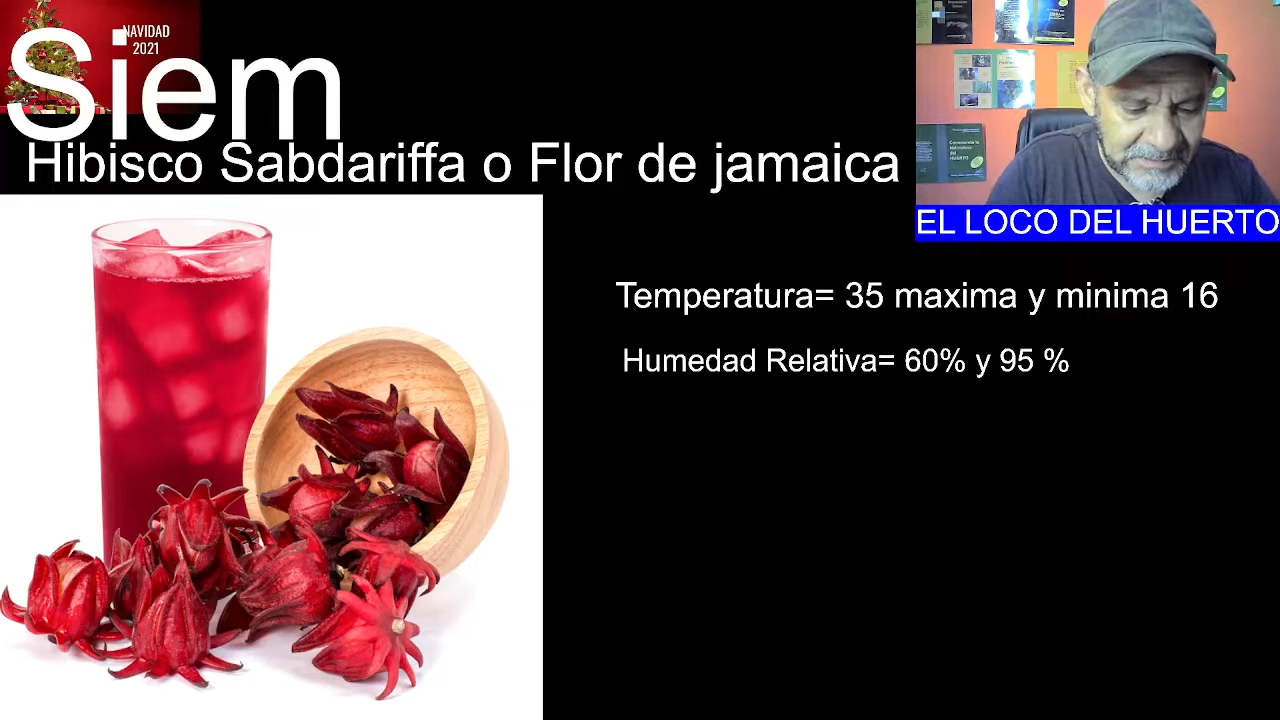 NAVIDAD
2021
Siem
Hibisco Sabdariffa o Flor de jamaica
EL LOCO DEL HUERTO
Temperatura= 35 maxima y minima 16
Humedad Relativa= 60% y 95 %